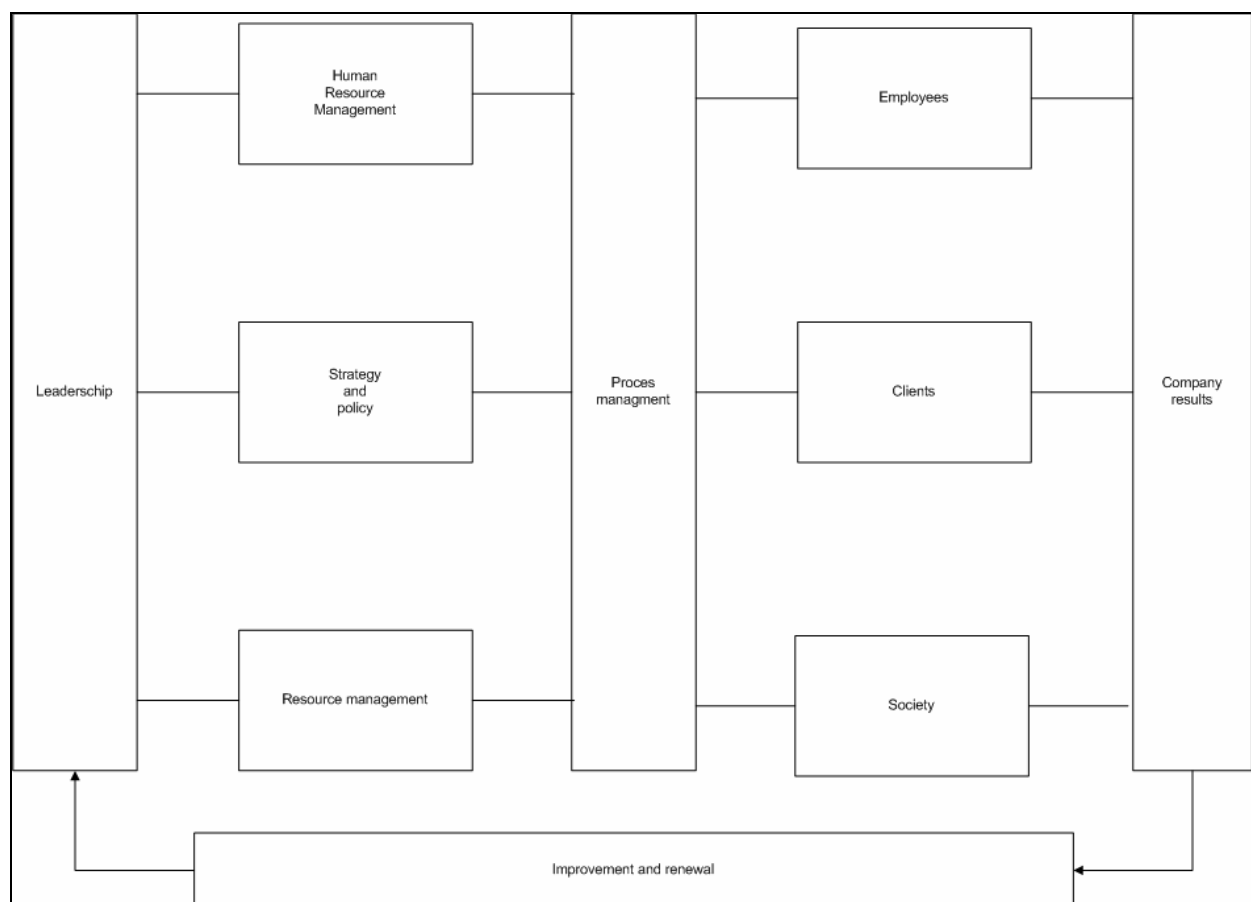 Human
Resource
Management
Employees
Leaderschip
Strategy
and
policy
Proces
managment
Clients
Company
results
Resource management
Society
Improvement and renewal